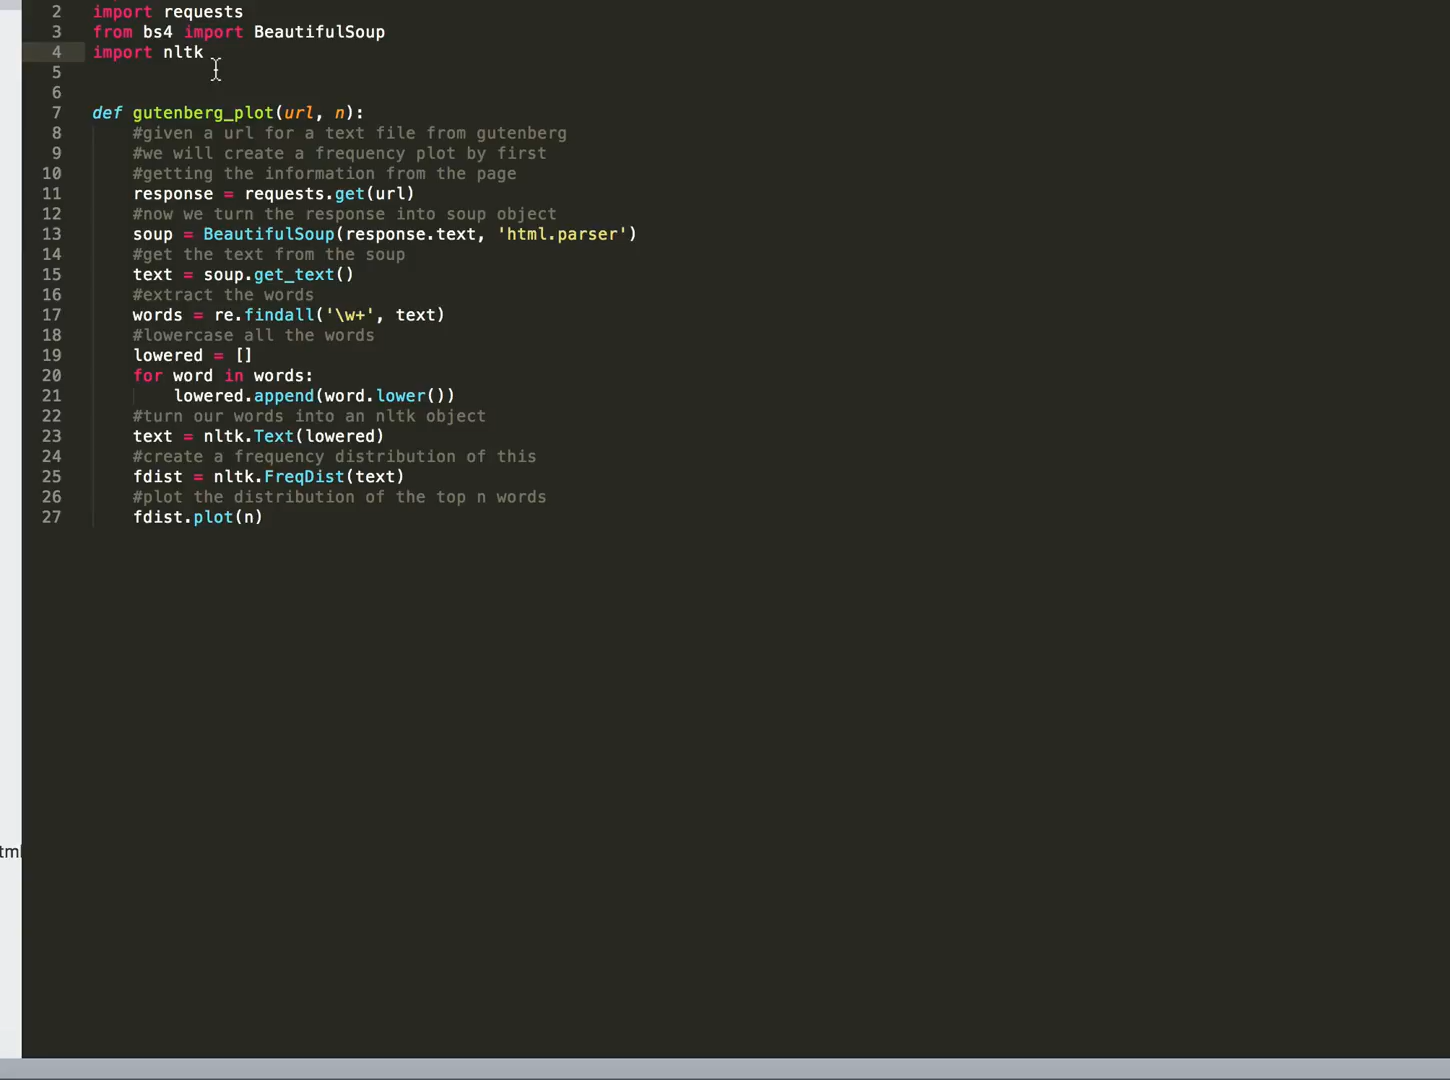 2 import requests
3 from bs4 import BeautifulSoup
4 import nltk
5
6
7 def gutenberg_plot(url, n):
8 #given a url for a text file from gutenberg
9 #we will create a frequency plot by first
10 #getting the information from the page
11 response = requests.get(url)
12 #now we turn the response into soup object
13 soup = BeautifulSoup(response.text, 'html.parser')
14 #get the text from the soup
15 text = soup.get_text()
16 #extract the words
17 words = re.findall('\w+', text)
18 #lowercase all the words
19 lowered = []
20 for word in words:
21 lowered.append(word.lower())
22 #turn our words into an nltk object
23 text = nltk.Text(lowered)
24 #create a frequency distribution of this
25 fdist = nltk.FreqDist(text)
26 #plot the distribution of the top n words
27 fdist.plot(n)